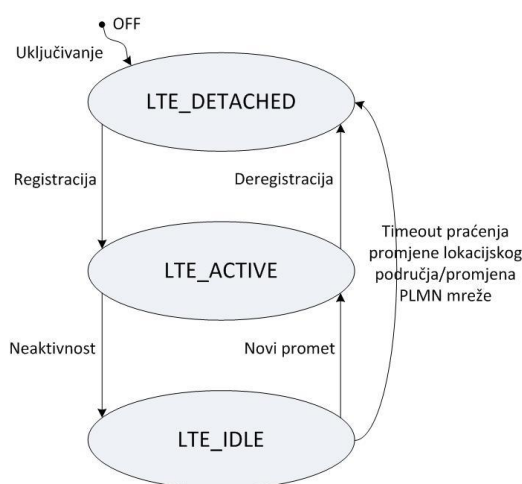 OFF
Uključivanje
LTE_DETACHED
Registracija
Deregistracija
Timeout praćenja
promjene lokacijskog
područja/promjena
PLMN mreže
LTE_ACTIVE
Neaktivnost
Novi promet
LTE_IDLE